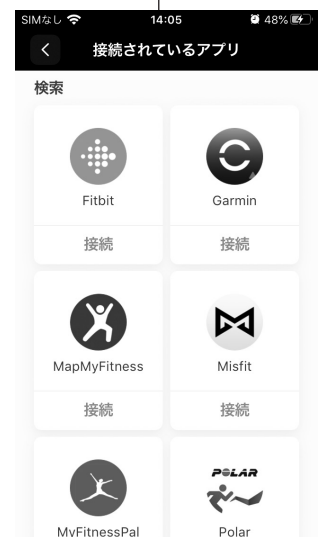 SIMなし 14:05 48%
接続されているアプリ
検索
Fitbit Garmin
接続 接続
MapMyFitness Misfit
接続 接続
POLAR
MyFitnessPal Polar